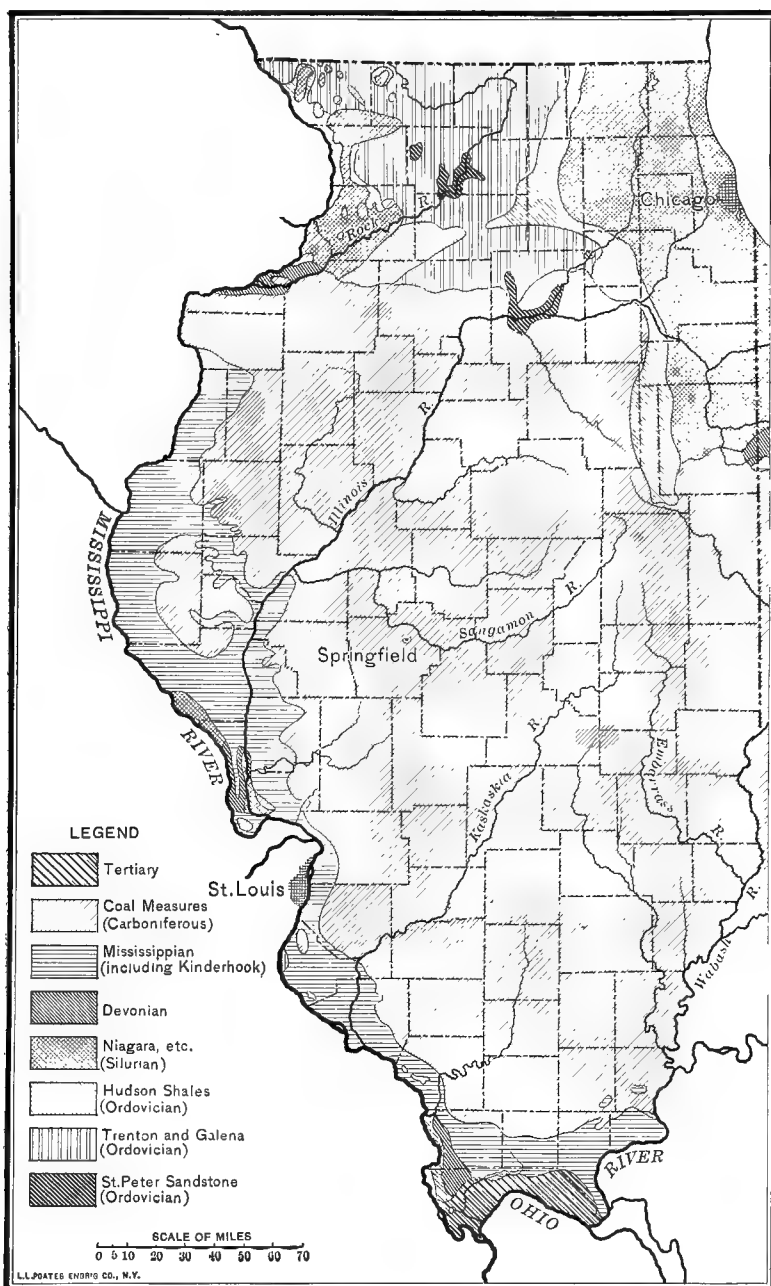 Chicago
Rock
R.
Illinois
R.
MISSISSIPPI
RIVER
Sangamon
R.
Springfield
Kaskaskia
R.
Embarrass
R.
Wabash
R.
St. Louis
RIVER
OHIO
LEGEND
Tertiary
Coal Measures
(Carboniferous)
Mississippian
(including Kinderhook)
Devonian
Niagara, etc.
(Silurian)
Hudson Shales
(Ordovician)
Trenton and Galena
(Ordovician)
St. Peter Sandstone
(Ordovician)
SCALE OF MILES
0 5 10 20 30 40 50 60 70
L.L.POATES ENGR'G CO., N.Y.